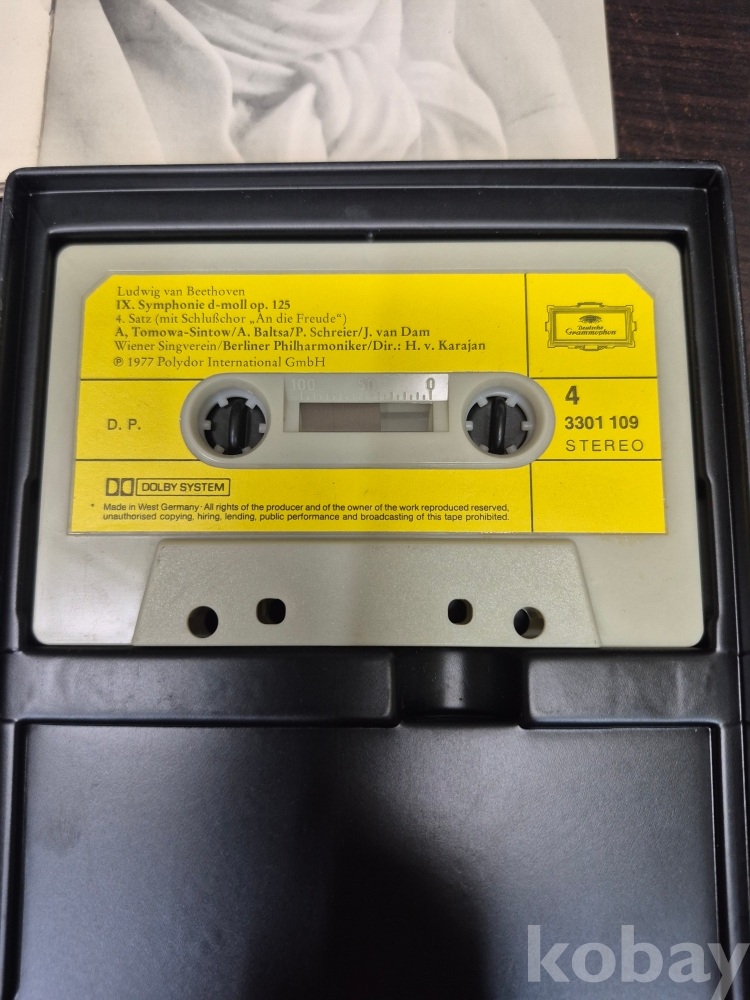 Ludwig van Beethoven
IX. Symphonie d-moll op. 125
4. Satz (mit Schlußchor „An die Freude“)
A, Tomowa-Sintow/A. Baltsa/P. Schreier/J. van Dam
Wiener Singverein/Berliner Philharmoniker/Dir.: H. v. Karajan
℗ 1977 Polydor International GmbH
Deutsche
Grammophon
100 50 0
D. P.
4
3301 109
STEREO
DOLBY SYSTEM
* Made in West Germany · All rights of the producer and of the owner of the work reproduced reserved,
unauthorised copying, hiring, lending, public performance and broadcasting of this tape prohibited.
kobay